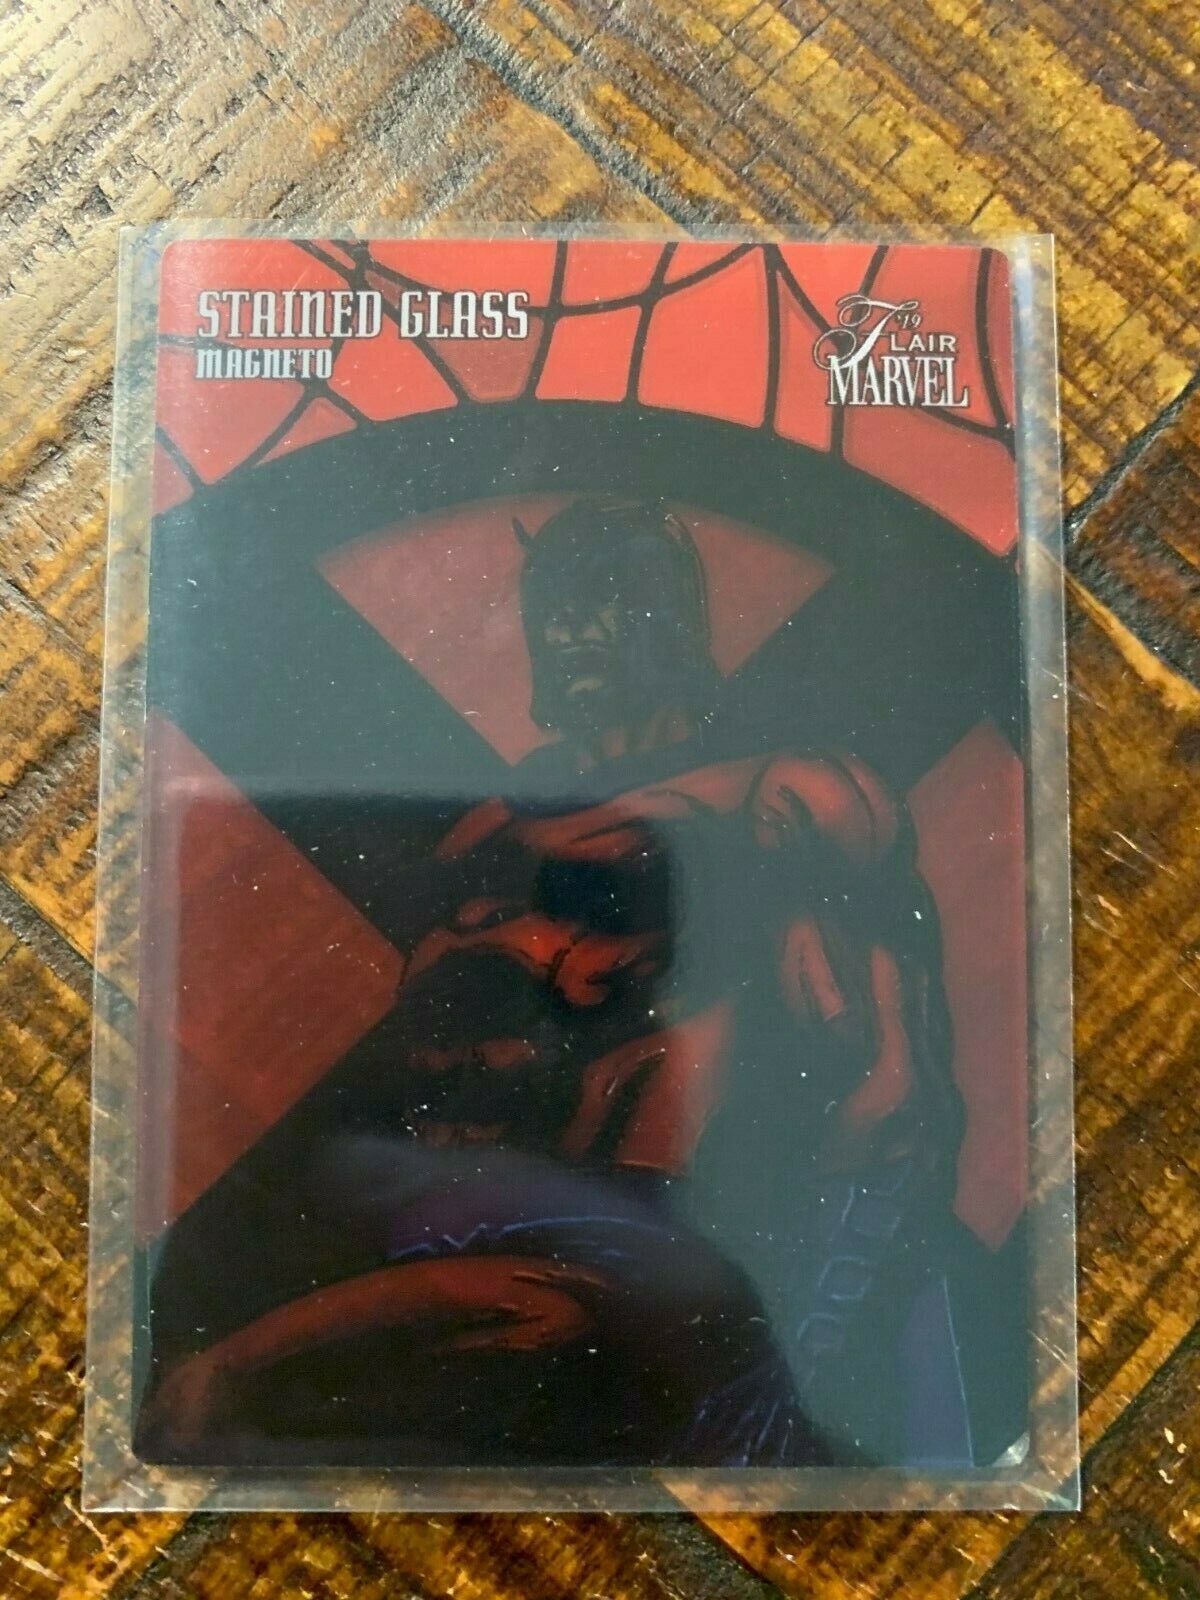 STAINED GLASS
MAGNETO
'19
FLAIR
MARVEL